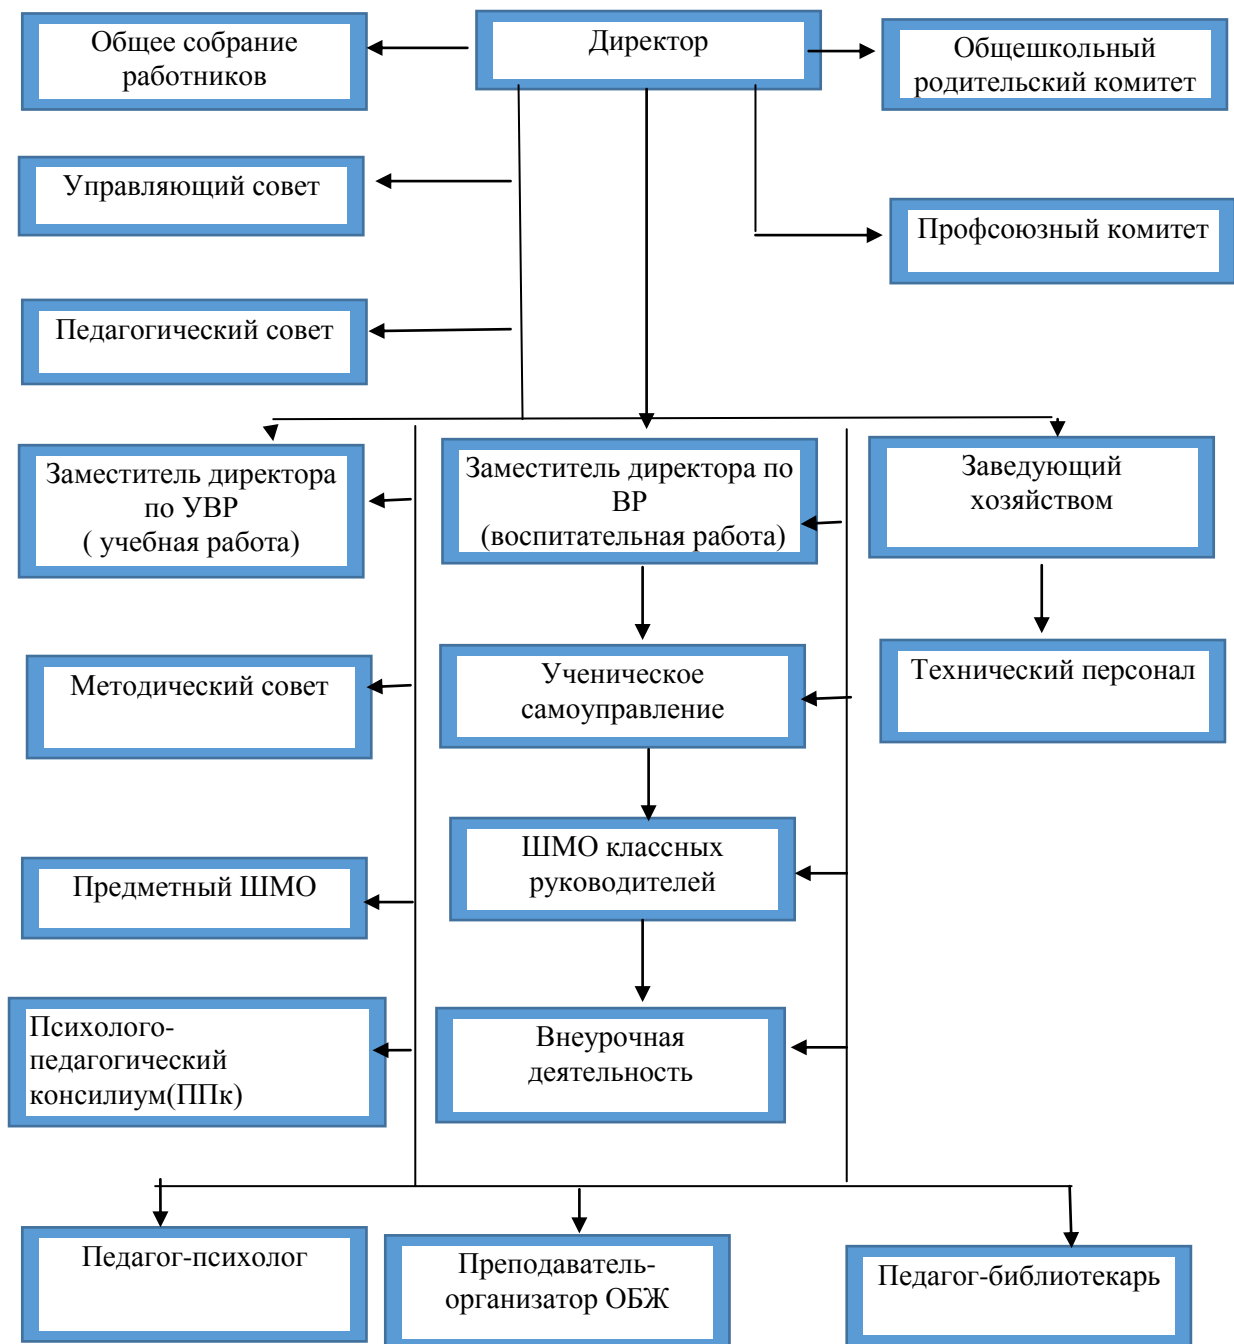 Общее собрание
работников
Директор
Общешкольный
родительский комитет
Управляющий совет
Профсоюзный комитет
Педагогический совет
Заместитель директора
по УВР
( учебная работа)
Заместитель директора по
ВР
(воспитательная работа)
Заведующий
хозяйством
Методический совет
Ученическое
самоуправление
Технический персонал
Предметный ШМО
ШМО классных
руководителей
Психолого-
педагогический
консилиум(ППк)
Внеурочная
деятельность
Педагог-психолог
Преподаватель-
организатор ОБЖ
Педагог-библиотекарь